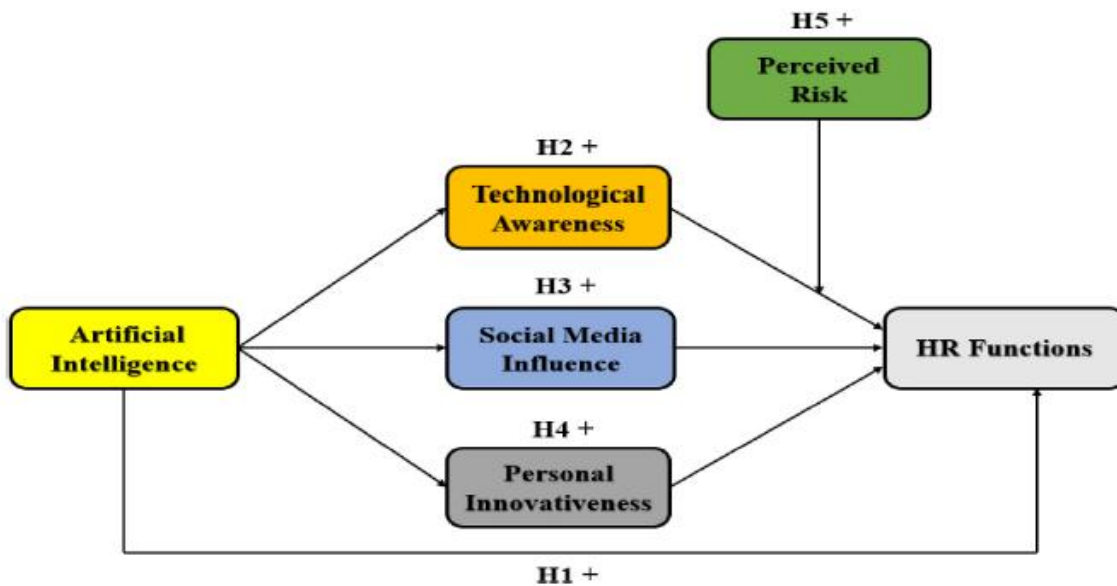 H5 +
Perceived
Risk
H2 +
Technological
Awareness
H3 +
Artificial
Intelligence
Social Media
Influence
HR Functions
H4 +
Personal
Innovativeness
H1 +